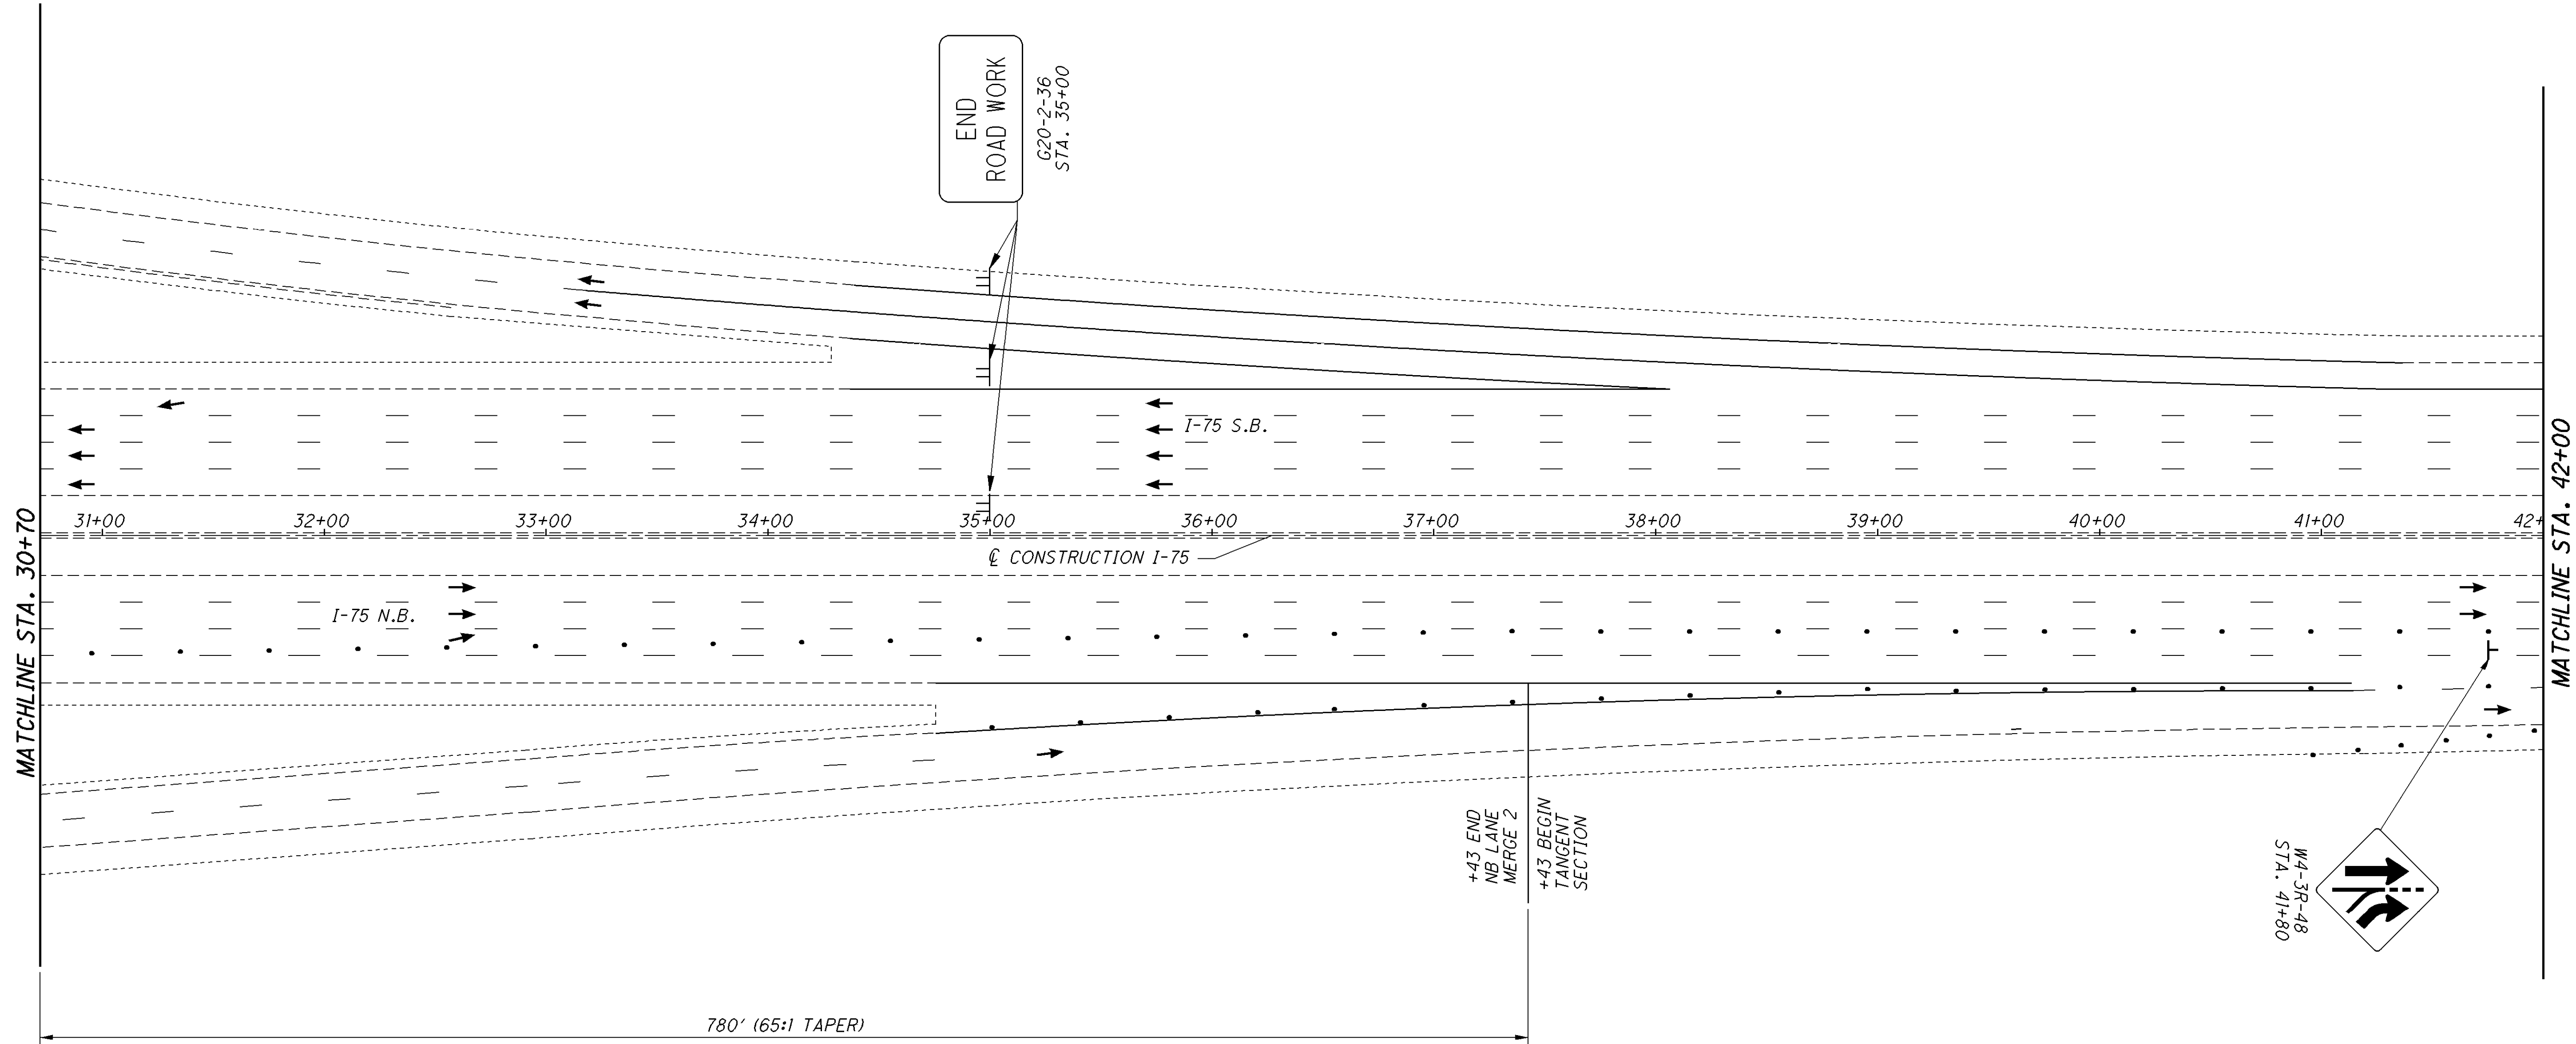 END
ROAD WORK
G20-2-36
STA. 35+00
I-75 S.B.
31+00
32+00
33+00
34+00
35+00
36+00
37+00
38+00
39+00
40+00
41+00
42+
MATCHLINE STA. 30+70
MATCHLINE STA. 42+00
℄ CONSTRUCTION I-75
I-75 N.B.
+43 END
NB LANE
MERGE 2
+43 BEGIN
TANGENT
SECTION
W4-3R-48
STA. 41+80
780' (65:1 TAPER)